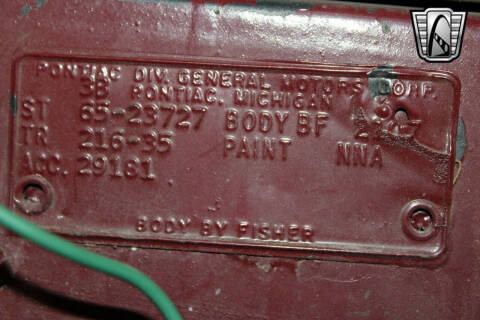 PONTIAC DIV. GENERAL MOTORS CORP.
3B PONTIAC, MICHIGAN
ST 65-23727 BODY BF
TR 216-35 PAINT NNA
ACC. 29181
BODY BY FISHER